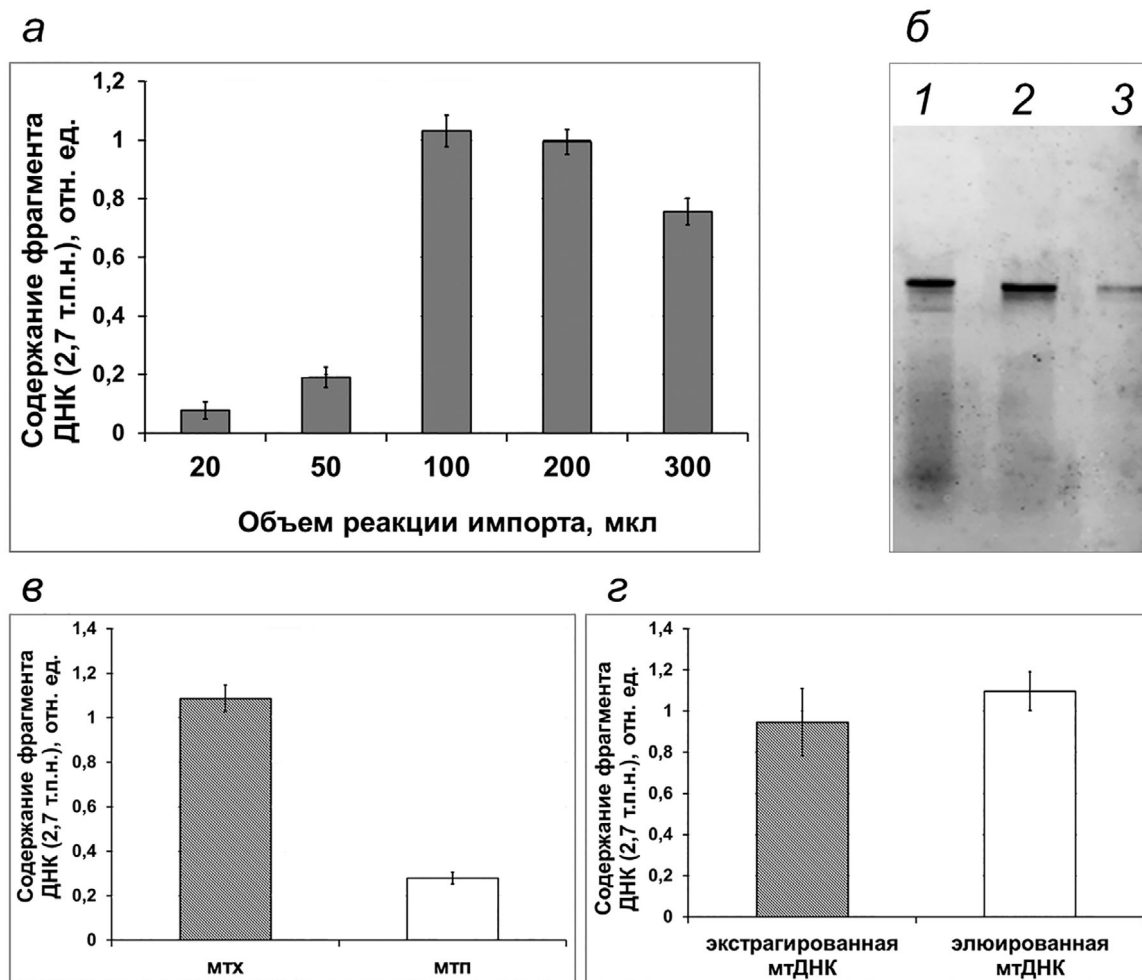 а
Содержание фрагмента
ДНК (2,7 т.п.н.), отн. ед.
1,2
1
0,8
0,6
0,4
0,2
0
20 50 100 200 300
Объем реакции импорта, мкл
б
1 2 3
в
Содержание фрагмента
ДНК (2,7 т.п.н.), отн. ед.
1,4
1,2
1
0,8
0,6
0,4
0,2
0
мтх мтп
г
Содержание фрагмента
ДНК (2,7 т.п.н.), отн. ед.
1,4
1,2
1
0,8
0,6
0,4
0,2
0
экстрагированная
мтДНК
элюированная
мтДНК